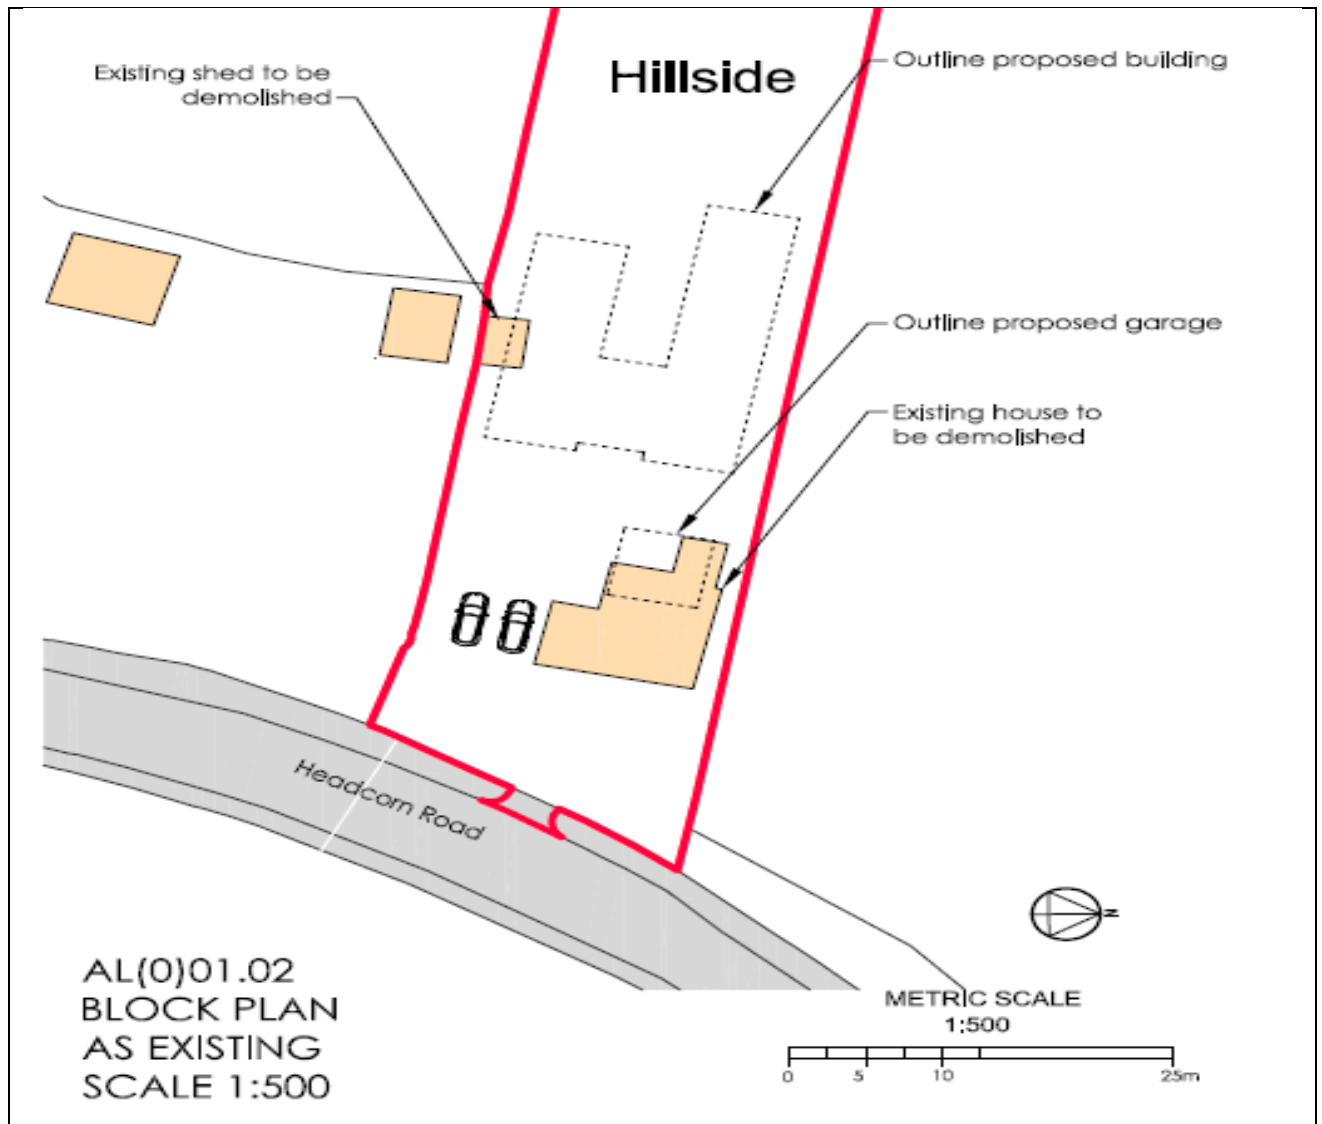 Hillside
Existing shed to be
demolished
Outline proposed building
Outline proposed garage
Existing house to
be demolished
Headcorn Road
N
AL(0)01.02
BLOCK PLAN
AS EXISTING
SCALE 1:500
METRIC SCALE
1:500
0 5 10 25m